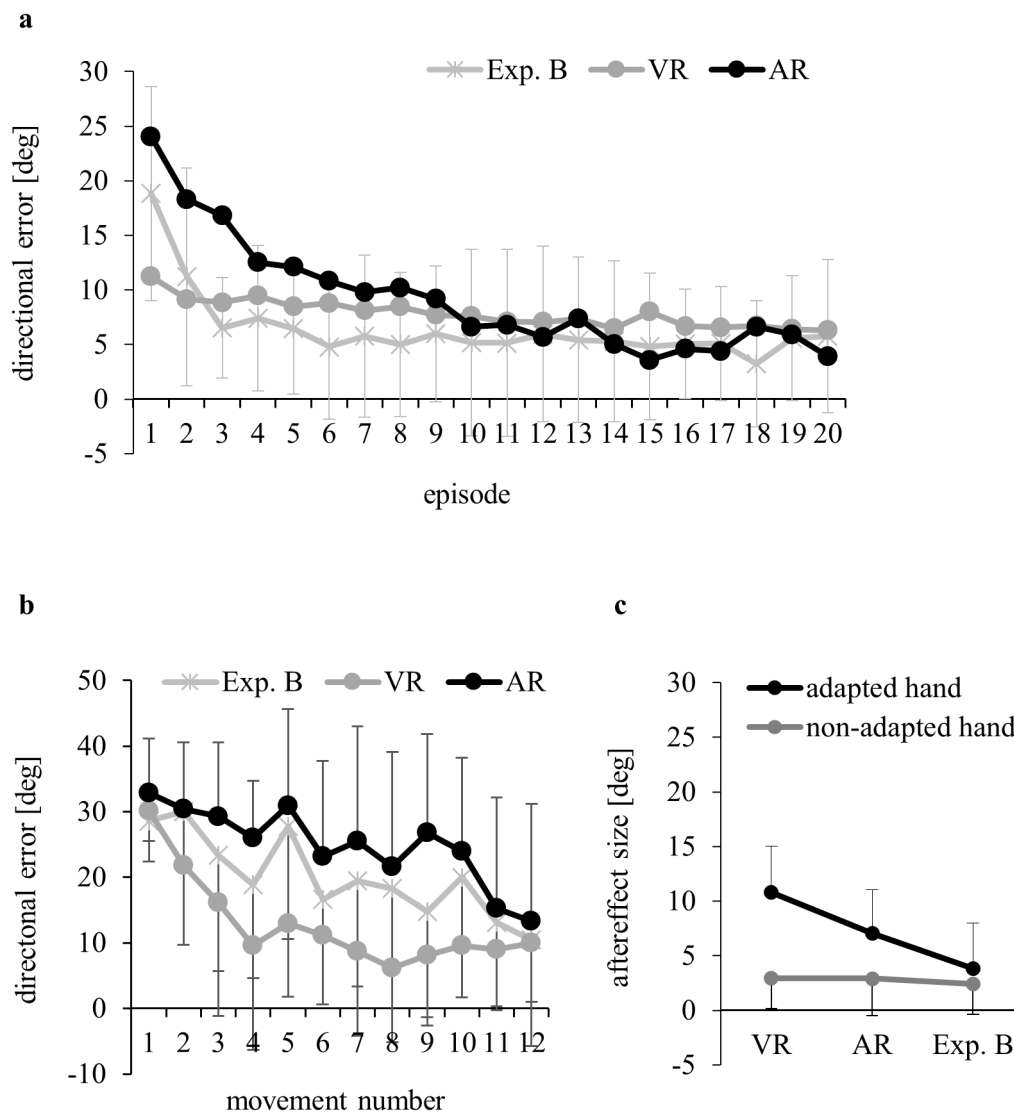 a
Exp. B VR AR
30
25
20
15
10
5
0
-5
directional error [deg]
1 2 3 4 5 6 7 8 9 10 11 12 13 14 15 16 17 18 19 20
episode
b
Exp. B VR AR
50
40
30
20
10
0
-10
directonal error [deg]
1 2 3 4 5 6 7 8 9 10 11 12
movement number
c
adapted hand
non-adapted hand
30
25
20
15
10
5
0
-5
aftereffect size [deg]
VR AR Exp. B